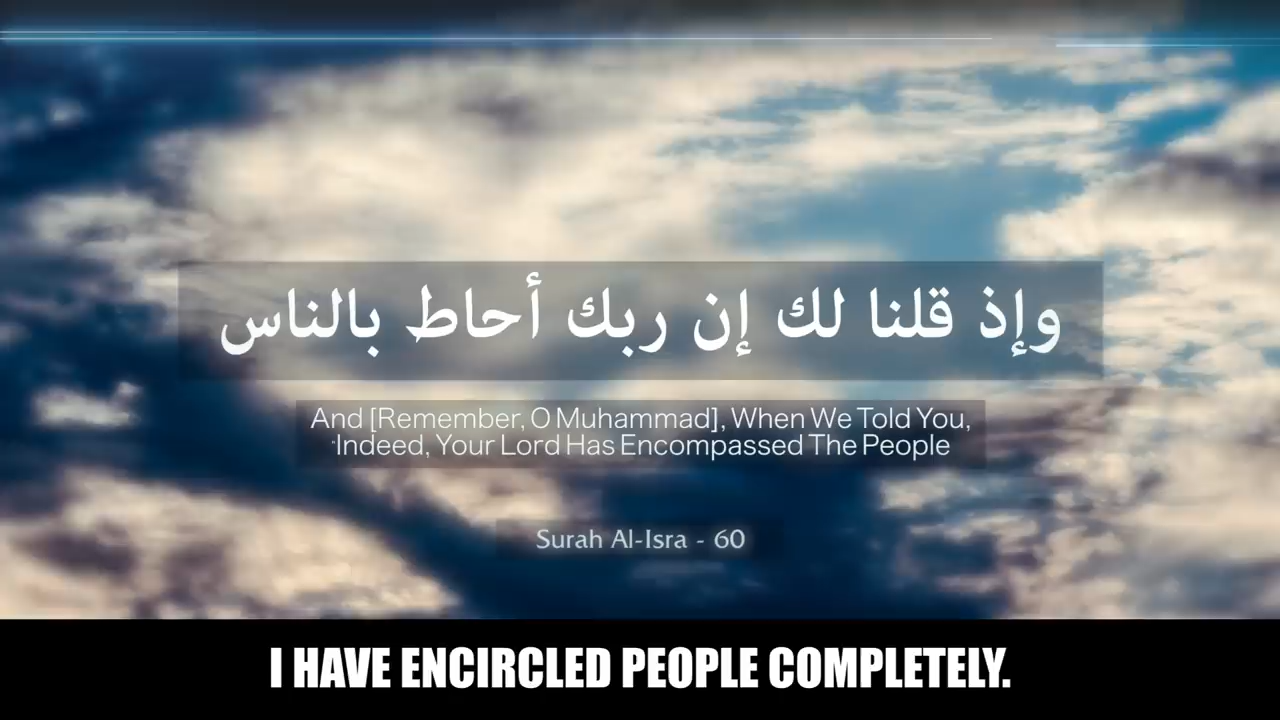 وإذ قلنا لك إن ربك أحاط بالناس
And [Remember, O Muhammad], When We Told You,
"Indeed, Your Lord Has Encompassed The People
Surah Al-Isra - 60
I HAVE ENCIRCLED PEOPLE COMPLETELY.